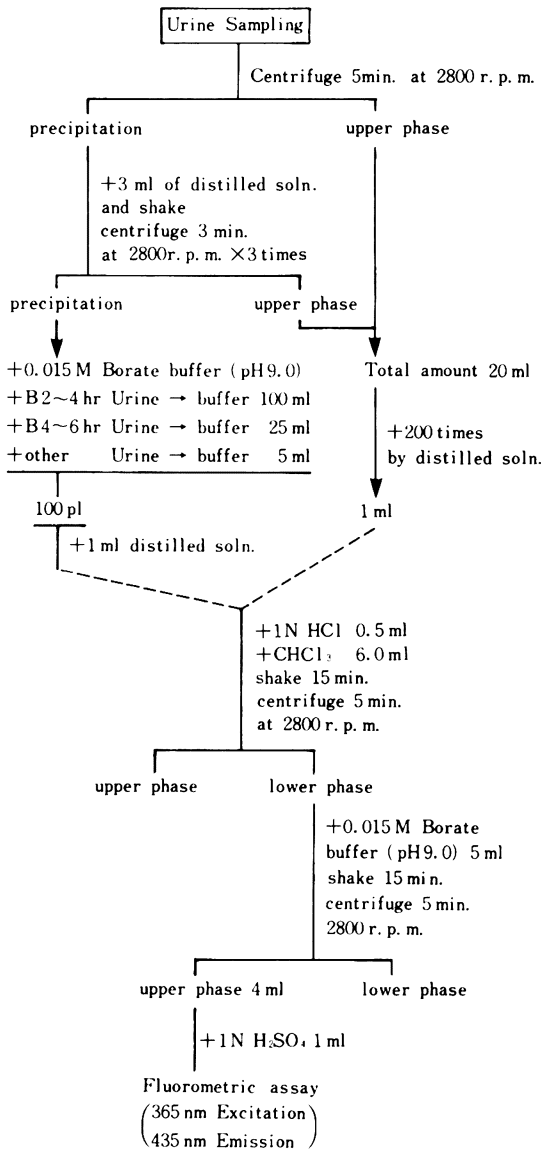 Urine Sampling
Centrifuge 5min. at 2800 r. p. m.
precipitation
upper phase
+3 ml of distilled soln.
and shake
centrifuge 3 min.
at 2800 r. p. m. ×3 times
precipitation
upper phase
+0.015 M Borate buffer (pH 9.0)
+B2~4 hr Urine → buffer 100 ml
+B4~6 hr Urine → buffer 25 ml
+other Urine → buffer 5 ml
Total amount 20 ml
+200 times
by distilled soln.
100 pl
1 ml
+1 ml distilled soln.
+1N HCl 0.5 ml
+CHCl₃ 6.0 ml
shake 15 min.
centrifuge 5 min.
at 2800 r. p. m.
upper phase
lower phase
+0.015 M Borate
buffer (pH 9.0) 5 ml
shake 15 min.
centrifuge 5 min.
2800 r. p. m.
upper phase 4 ml
lower phase
+1N H₂SO₄ 1 ml
Fluorometric assay
(365 nm Excitation)
(435 nm Emission)